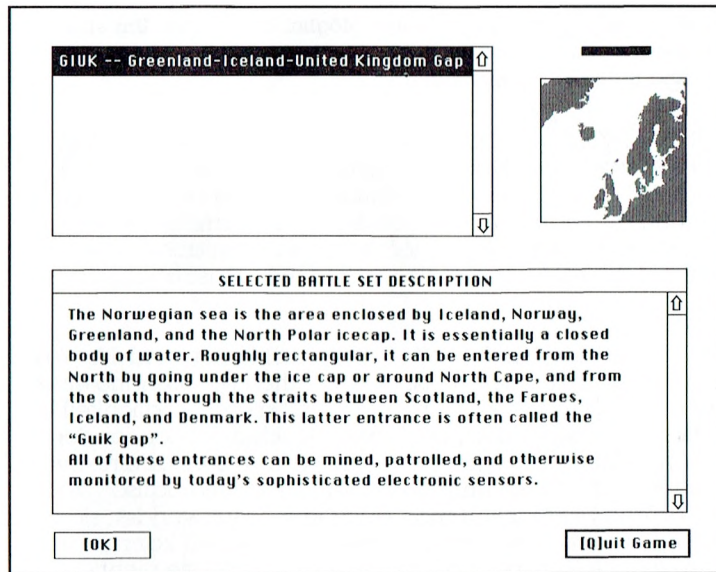 GIUK -- Greenland-Iceland-United Kingdom Gap
SELECTED BATTLE SET DESCRIPTION
The Norwegian sea is the area enclosed by Iceland, Norway,
Greenland, and the North Polar icecap. It is essentially a closed
body of water. Roughly rectangular, it can be entered from the
North by going under the ice cap or around North Cape, and from
the south through the straits between Scotland, the Faroes,
Iceland, and Denmark. This latter entrance is often called the
“Guik gap”.
All of these entrances can be mined, patrolled, and otherwise
monitored by today's sophisticated electronic sensors.
[OK]
[Q]uit Game